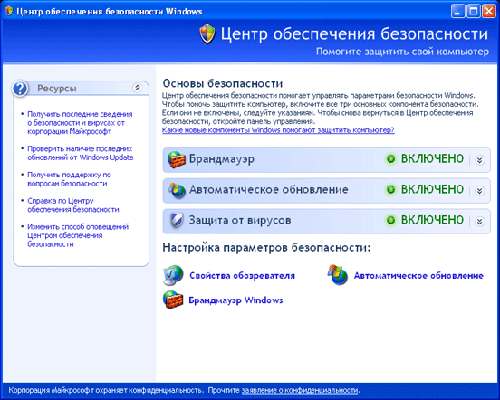 Центр обеспечения безопасности Windows
Центр обеспечения безопасности
Помогите защитить свой компьютер
Ресурсы
Получить последние сведения
о безопасности и вирусах от
корпорации Майкрософт
Проверить наличие последних
обновлений от Windows Update
Получить поддержку по
вопросам безопасности
Справка по Центру
обеспечения безопасности
Изменить способ оповещений
Центром обеспечения
безопасности
Основы безопасности
Центр обеспечения безопасности помогает управлять параметрами безопасности Windows.
Чтобы помочь защитить компьютер, включите все три основных компонента безопасности.
Если они не включены, следуйте указаниям. Чтобы снова вернуться в Центр обеспечения
безопасности, откройте панель управления.
Какие новые компоненты Windows помогают защитить компьютер?
Брандмауэр ВКЛЮЧЕНО
Автоматическое обновление ВКЛЮЧЕНО
Защита от вирусов ВКЛЮЧЕНО
Настройка параметров безопасности:
Свойства обозревателя Автоматическое обновление
Брандмауэр Windows
Корпорация Майкрософт охраняет конфиденциальность. Прочтите заявление о конфиденциальности.